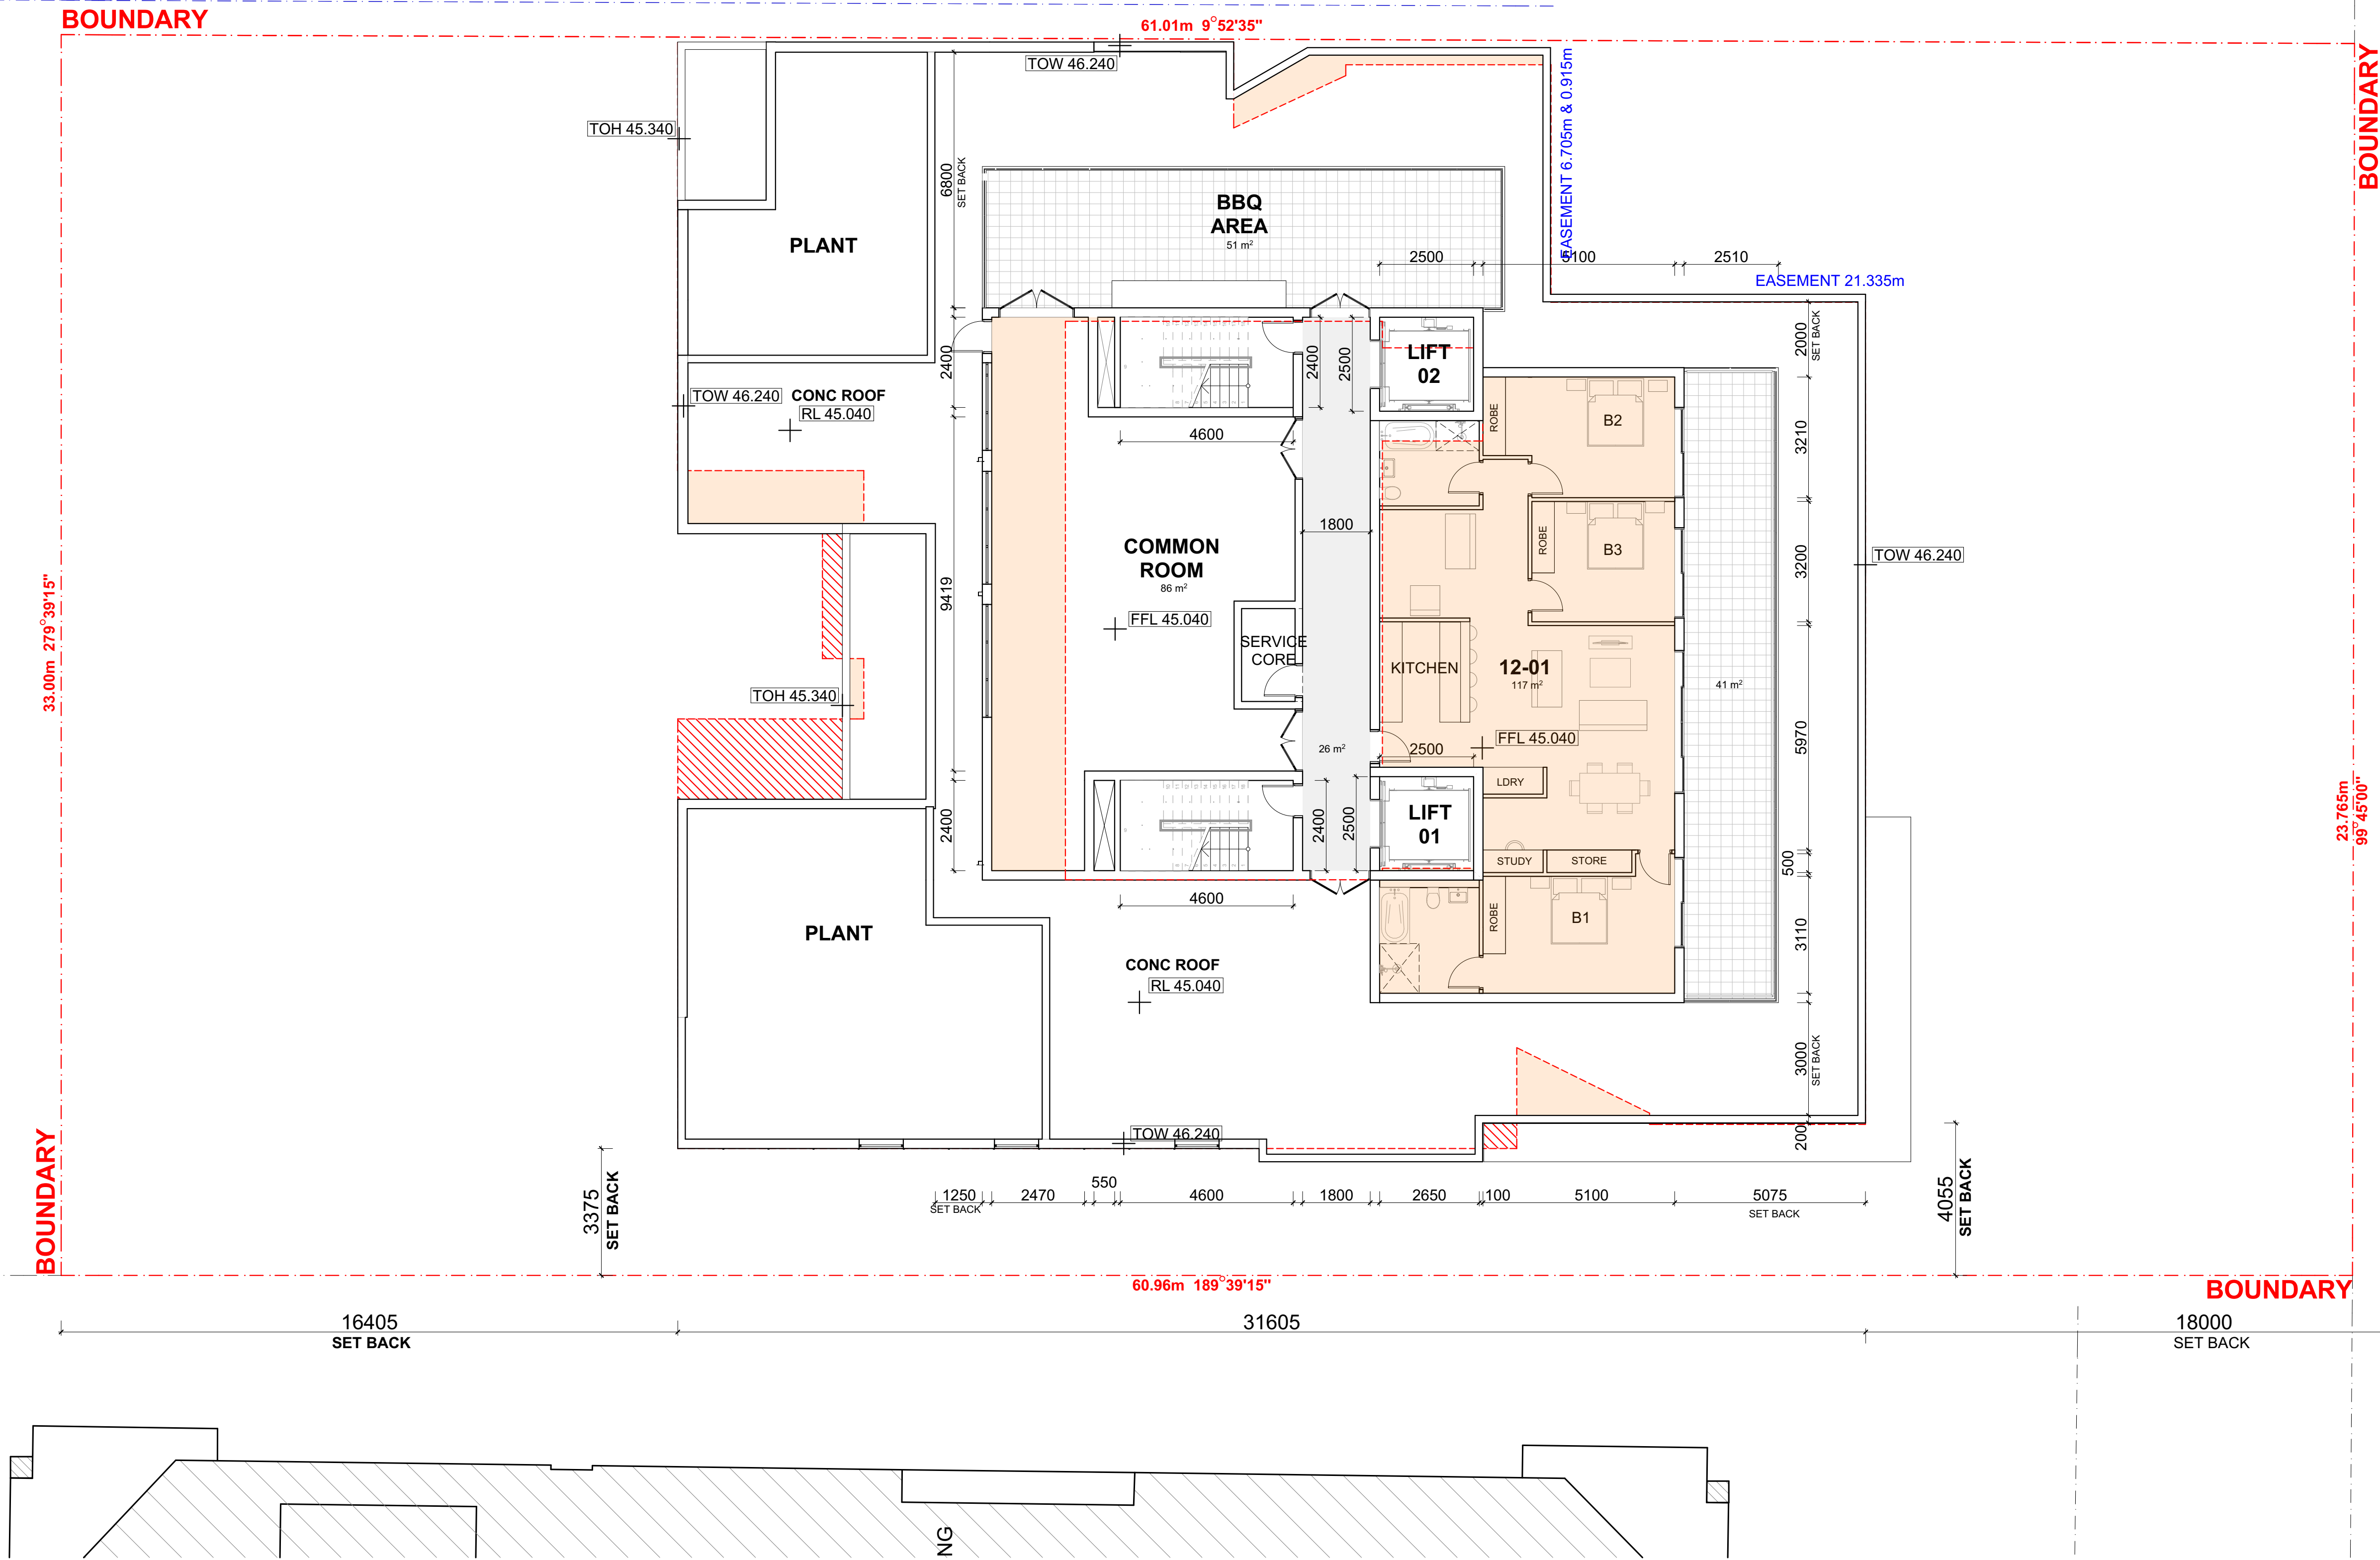 BOUNDARY
61.01m 9°52'35"
BOUNDARY
TOW 46.240
EASEMENT 6.705m & 0.915m
TOH 45.340
6800
SET BACK
BBQ
AREA
51 m²
PLANT
2500
5100
2510
EASEMENT 21.335m
2000
SET BACK
2400
2400
2500
LIFT
02
TOW 46.240
CONC ROOF
RL 45.040
4600
ROBE
B2
3210
1800
COMMON
ROOM
86 m²
ROBE
B3
3200
TOW 46.240
9419
FFL 45.040
33.00m 279°39'15"
SERVICE
CORE
KITCHEN
12-01
117 m²
41 m²
TOH 45.340
26 m²
2500
FFL 45.040
5970
LDRY
2400
2400
2500
LIFT
01
STUDY
STORE
500
23.765m
99°45'00"
4600
ROBE
B1
3110
PLANT
CONC ROOF
RL 45.040
3000
SET BACK
TOW 46.240
200
BOUNDARY
3375
SET BACK
1250
SET BACK
2470
550
4600
1800
2650
100
5100
5075
SET BACK
4055
SET BACK
60.96m 189°39'15"
BOUNDARY
16405
SET BACK
31605
18000
SET BACK
NG